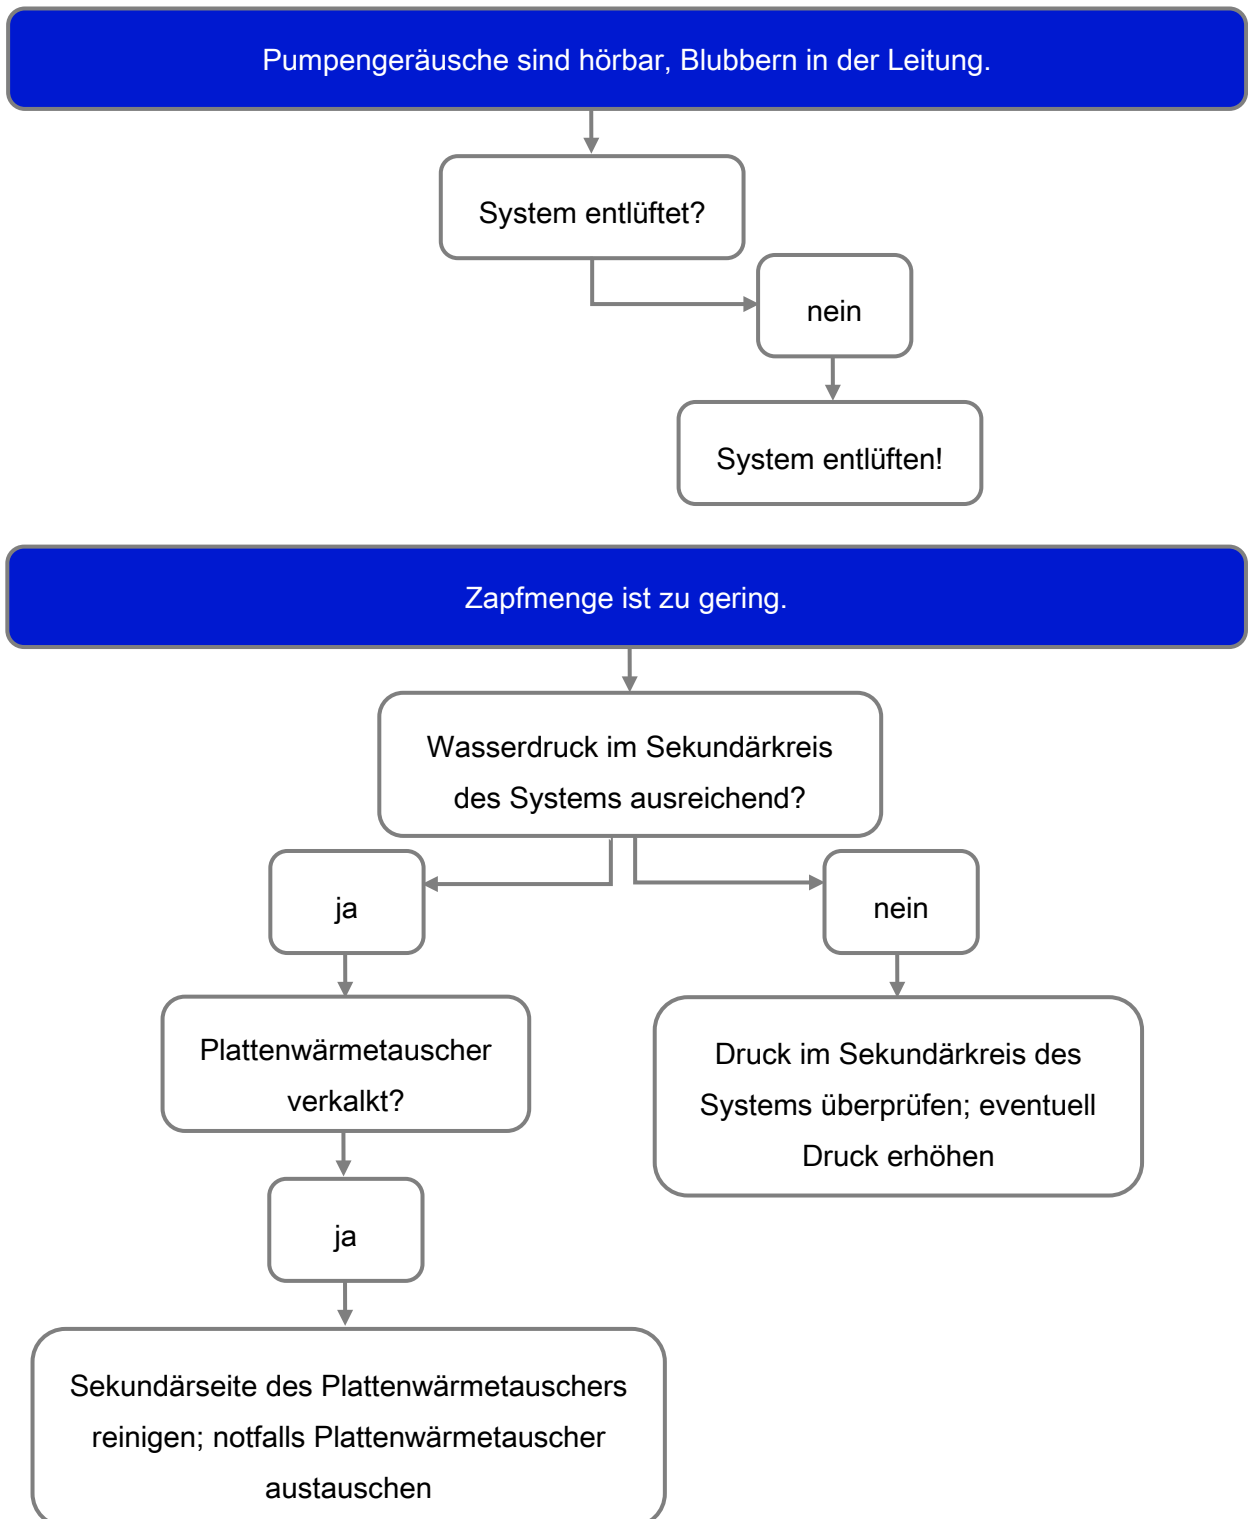 Pumpengeräusche sind hörbar, Blubbern in der Leitung.
System entlüftet?
nein
System entlüften!
Zapfmenge ist zu gering.
Wasserdruck im Sekundärkreis
des Systems ausreichend?
ja
nein
Plattenwärmetauscher
verkalkt?
Druck im Sekundärkreis des
Systems überprüfen; eventuell
Druck erhöhen
ja
Sekundärseite des Plattenwärmetauschers
reinigen; notfalls Plattenwärmetauscher
austauschen